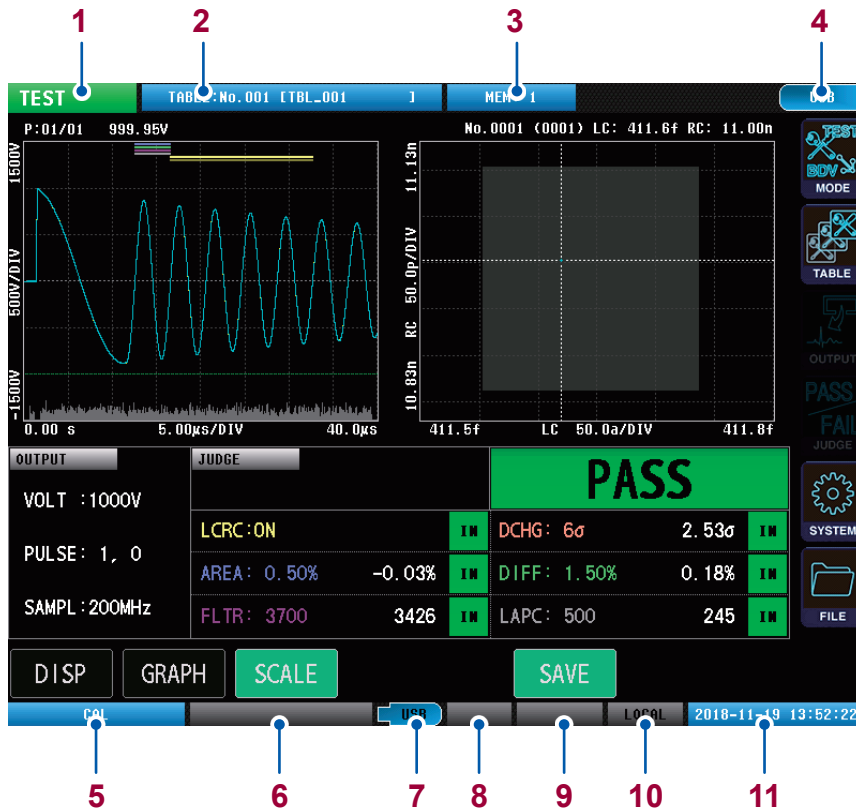 1 2 3 4
TEST TABLE:No.001 [TBL_001 ] MEM 1
P:01/01 999.95V
No.0001 (0001) LC: 411.6f RC: 11.00n
1500V
500V/DIV
-1500V
0.00 s 5.00µs/DIV 40.0µs
11.13n
RC 50.0p/DIV
10.83n
411.5f LC 50.0a/DIV 411.8f
TEST
BDV
MODE
TABLE
OUTPUT
PASS
FAIL
JUDGE
SYSTEM
FILE
OUTPUT
VOLT :1000V
PULSE: 1, 0
SAMPL:200MHz
JUDGE
PASS
LCRC:ON IN DCHG: 6σ 2.53σ IN
AREA: 0.50% -0.03% IN DIFF: 1.50% 0.18% IN
FLTR: 3700 3426 IN LAPC: 500 245 IN
DISP GRAPH SCALE SAVE
CAL USB LOCAL 2018-11-19 13:52:22
5 6 7 8 9 10 11